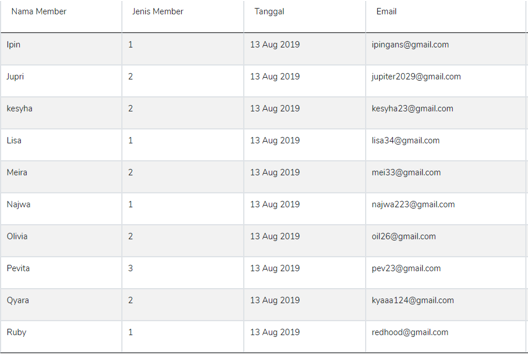 Nama Member Jenis Member Tanggal Email
Ipin 1 13 Aug 2019 ipingans@gmail.com
Jupri 2 13 Aug 2019 jupiter2029@gmail.com
kesyha 2 13 Aug 2019 kesyha23@gmail.com
Lisa 1 13 Aug 2019 lisa34@gmail.com
Meira 2 13 Aug 2019 mei33@gmail.com
Najwa 1 13 Aug 2019 najwa223@gmail.com
Olivia 2 13 Aug 2019 oil26@gmail.com
Pevita 3 13 Aug 2019 pev23@gmail.com
Qyara 2 13 Aug 2019 kyaaa124@gmail.com
Ruby 1 13 Aug 2019 redhood@gmail.com